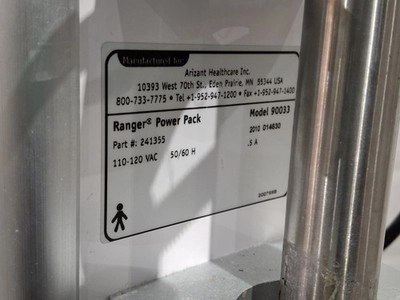 Manufactured for
Arizant Healthcare Inc.
10393 West 70th St., Eden Prairie, MN 55344 USA
800-733-7775 • Tel +1-952-947-1200 • Fax +1-952-947-1400
Ranger® Power Pack
Model 90033
Part #: 241355
2010 014630
110-120 VAC 50/60 H
.5 A